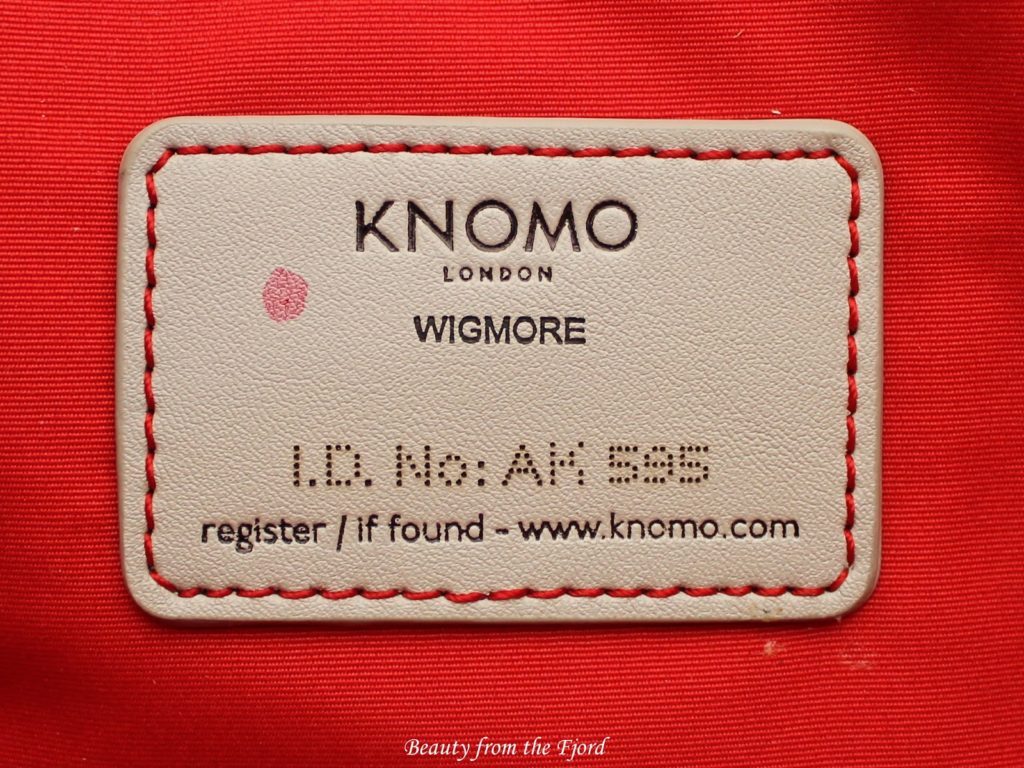 KNOMO
LONDON
WIGMORE
I.D. No: AK 595
register / if found - www.knomo.com
Beauty from the Fjord